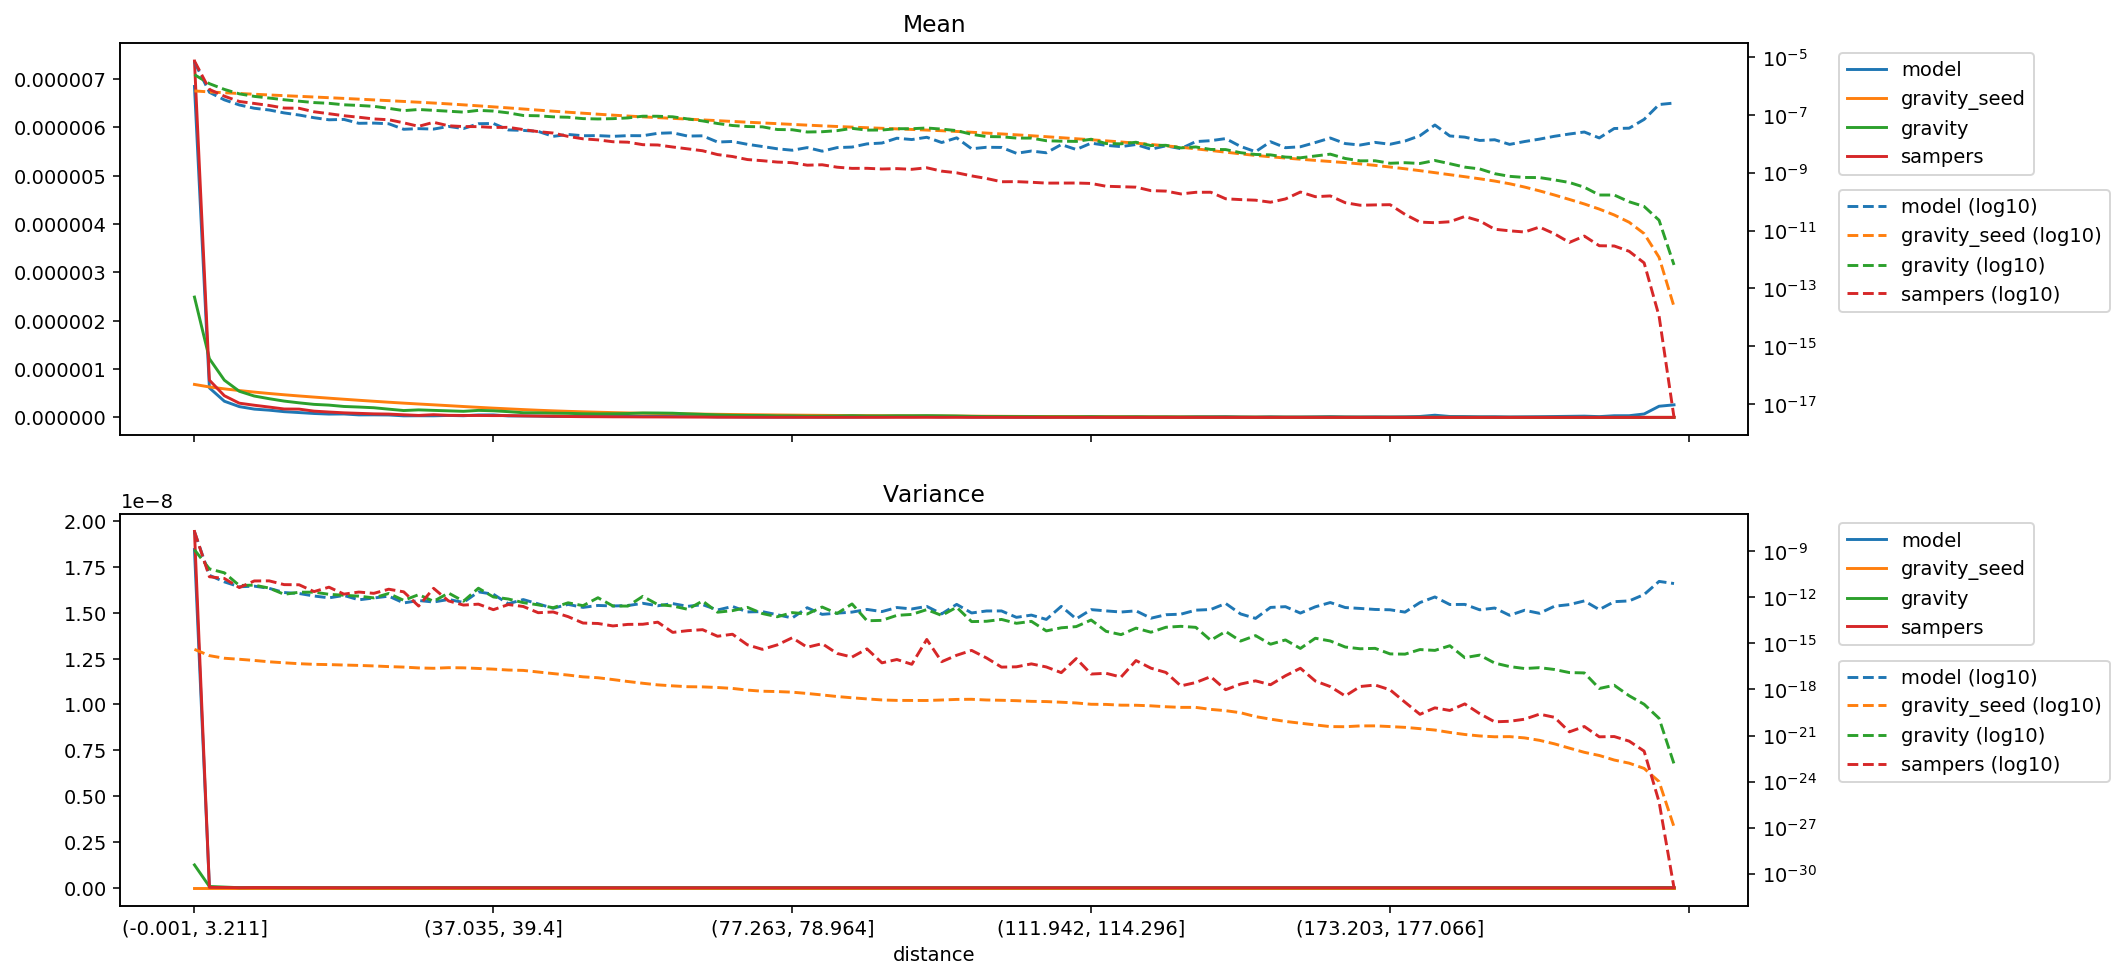 Mean
0.000007
0.000006
0.000005
0.000004
0.000003
0.000002
0.000001
0.000000
10⁻⁵
10⁻⁷
10⁻⁹
10⁻¹¹
10⁻¹³
10⁻¹⁵
10⁻¹⁷
model
gravity_seed
gravity
sampers
model (log10)
gravity_seed (log10)
gravity (log10)
sampers (log10)
Variance
1e−8
2.00
1.75
1.50
1.25
1.00
0.75
0.50
0.25
0.00
10⁻⁹
10⁻¹²
10⁻¹⁵
10⁻¹⁸
10⁻²¹
10⁻²⁴
10⁻²⁷
10⁻³⁰
model
gravity_seed
gravity
sampers
model (log10)
gravity_seed (log10)
gravity (log10)
sampers (log10)
(-0.001, 3.211] (37.035, 39.4] (77.263, 78.964] (111.942, 114.296] (173.203, 177.066]
distance